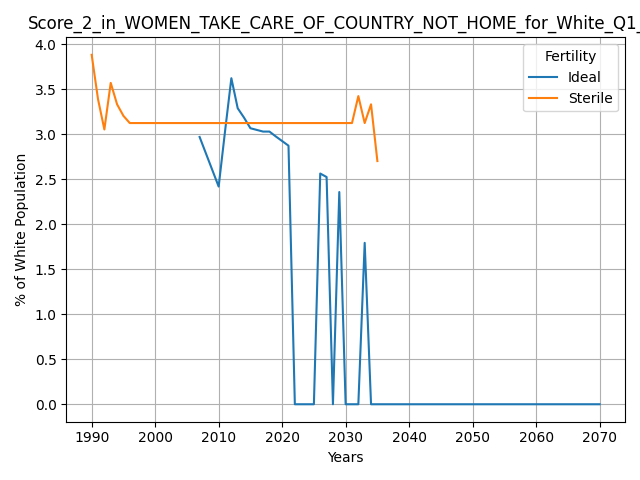 Score_2_in_WOMEN_TAKE_CARE_OF_COUNTRY_NOT_HOME_for_White_Q1_
Fertility
Ideal
Sterile
% of White Population
4.0
3.5
3.0
2.5
2.0
1.5
1.0
0.5
0.0
1990 2000 2010 2020 2030 2040 2050 2060 2070
Years